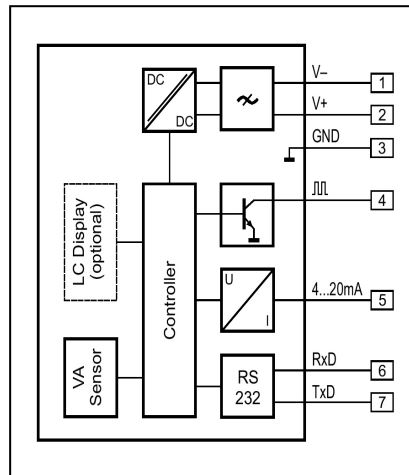 DC
DC
V–
1
V+
2
GND
3
4
LC Display
(optional)
Controller
U
I
4...20mA
5
VA
Sensor
RS
232
RxD
6
TxD
7